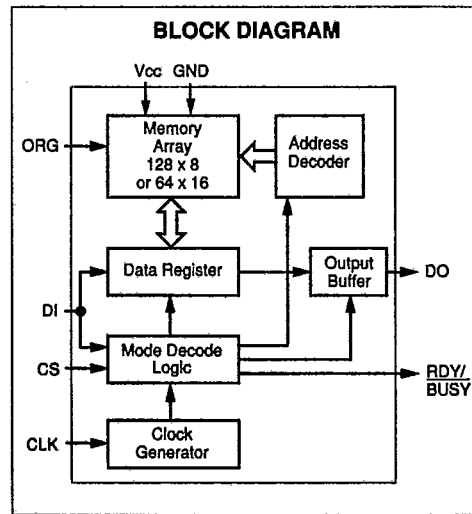 BLOCK DIAGRAM
Vcc GND
ORG
Memory
Array
128 x 8
or 64 x 16
Address
Decoder
Data Register
Output
Buffer
DO
DI
Mode Decode
Logic
CS
RDY/
BUSY
CLK
Clock
Generator